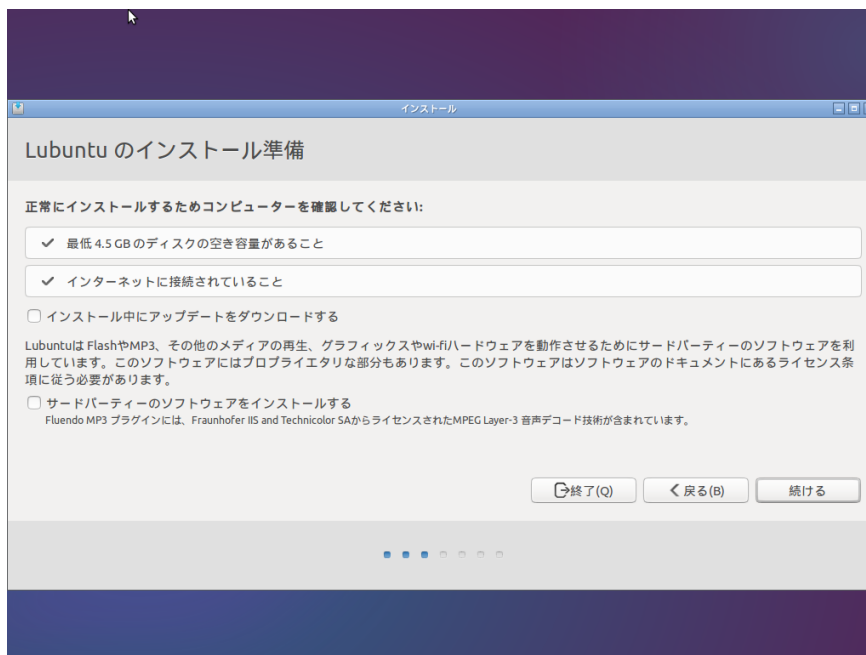 インストール
Lubuntu のインストール準備
正常にインストールするためコンピューターを確認してください:
最低 4.5 GB のディスクの空き容量があること
インターネットに接続されていること
インストール中にアップデートをダウンロードする
Lubuntuは FlashやMP3、その他のメディアの再生、グラフィックスやwi-fiハードウェアを動作させるためにサードパーティーのソフトウェアを利
用しています。このソフトウェアにはプロプライエタリな部分もあります。このソフトウェアはソフトウェアのドキュメントにあるライセンス条
項に従う必要があります。
サードパーティーのソフトウェアをインストールする
Fluendo MP3 プラグインには、Fraunhofer IIS and Technicolor SAからライセンスされたMPEG Layer-3 音声デコード技術が含まれています。
終了(Q)
戻る(B)
続ける